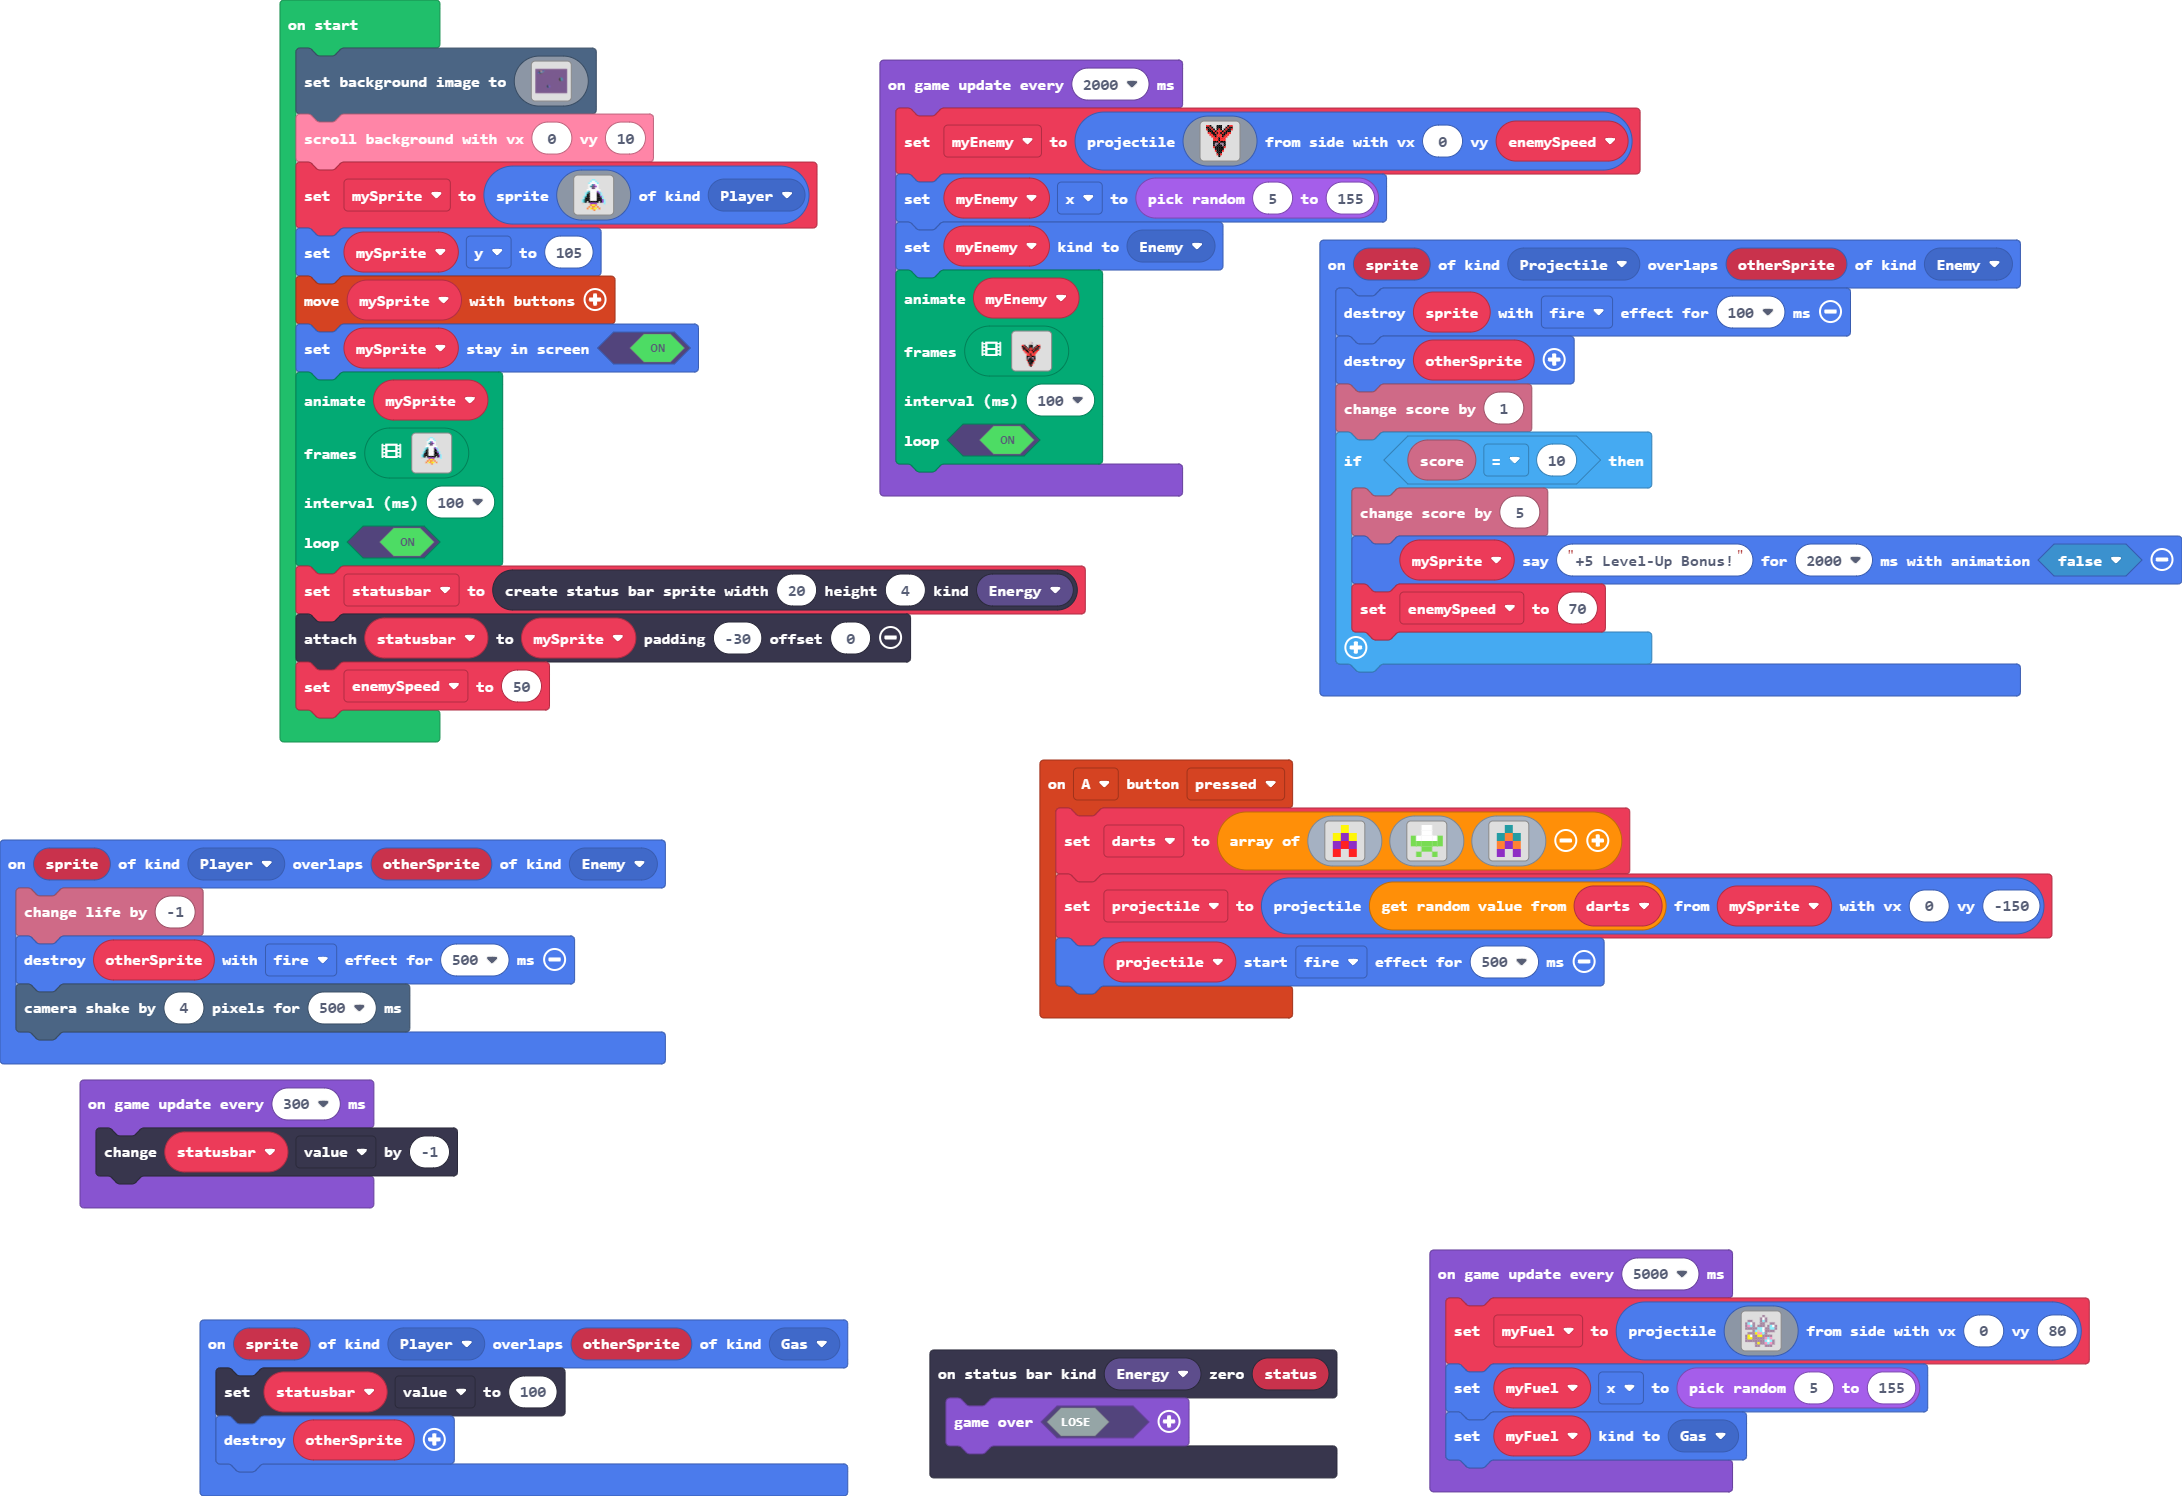 on start
set background image to
scroll background with vx 0 vy 10
set mySprite to sprite of kind Player
set mySprite y to 105
move mySprite with buttons
set mySprite stay in screen ON
animate mySprite
frames
interval (ms) 100
loop ON
set statusbar to create status bar sprite width 20 height 4 kind Energy
attach statusbar to mySprite padding -30 offset 0
set enemySpeed to 50
on game update every 2000 ms
set myEnemy to projectile from side with vx 0 vy enemySpeed
set myEnemy x to pick random 5 to 155
set myEnemy kind to Enemy
animate myEnemy
frames
interval (ms) 100
loop ON
on sprite of kind Projectile overlaps otherSprite of kind Enemy
destroy sprite with fire effect for 100 ms
destroy otherSprite
change score by 1
if score = 10 then
change score by 5
mySprite say "+5 Level-Up Bonus!" for 2000 ms with animation false
set enemySpeed to 70
on A button pressed
set darts to array of
set projectile to projectile get random value from darts from mySprite with vx 0 vy -150
projectile start fire effect for 500 ms
on sprite of kind Player overlaps otherSprite of kind Enemy
change life by -1
destroy otherSprite with fire effect for 500 ms
camera shake by 4 pixels for 500 ms
on game update every 300 ms
change statusbar value by -1
on sprite of kind Player overlaps otherSprite of kind Gas
set statusbar value to 100
destroy otherSprite
on status bar kind Energy zero status
game over LOSE
on game update every 5000 ms
set myFuel to projectile from side with vx 0 vy 80
set myFuel x to pick random 5 to 155
set myFuel kind to Gas